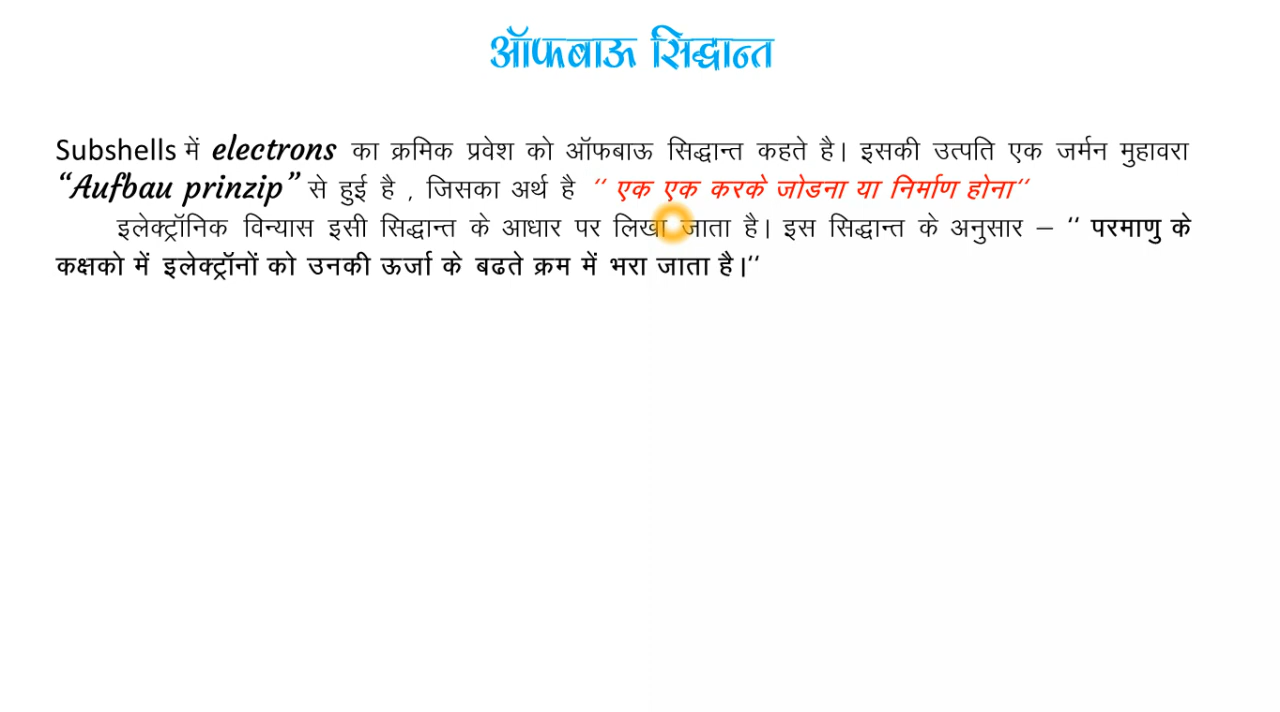 ऑफबाऊ सिद्धान्त
Subshells में electrons का क्रमिक प्रवेश को ऑफबाऊ सिद्धान्त कहते है। इसकी उत्पति एक जर्मन मुहावरा
“Aufbau prinzip” से हुई है , जिसका अर्थ है ‘‘ एक एक करके जोडना या निर्माण होना‘‘
इलेक्ट्रॉनिक विन्यास इसी सिद्धान्त के आधार पर लिखा जाता है। इस सिद्धान्त के अनुसार – ‘‘ परमाणु के
कक्षको में इलेक्ट्रॉनों को उनकी ऊर्जा के बढते क्रम में भरा जाता है।‘‘